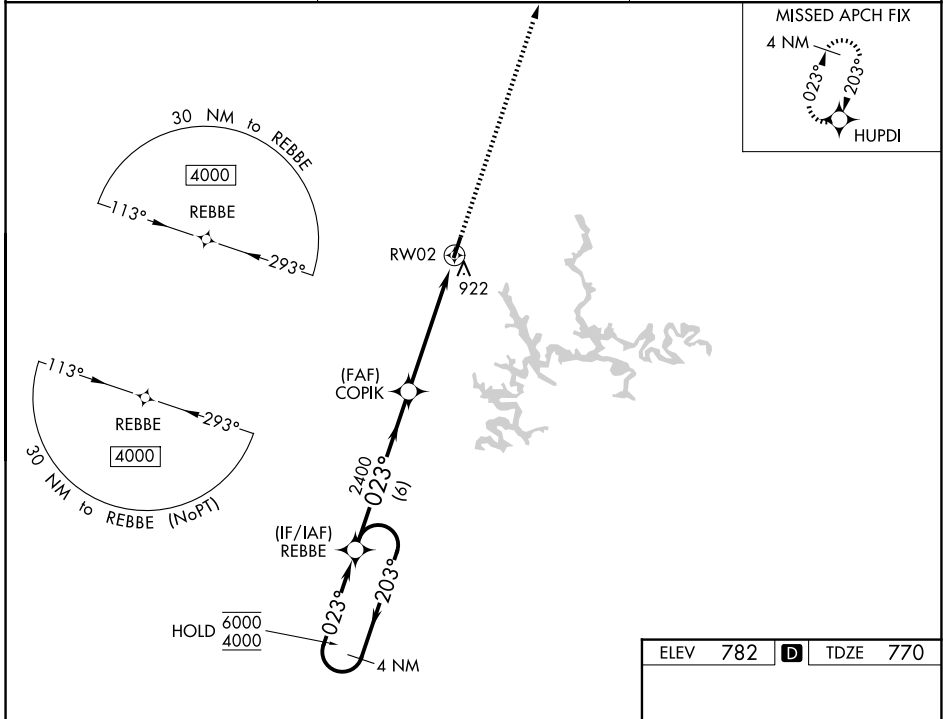 MISSED APCH FIX
4 NM
023°
203°
HUPDI
30 NM to REBBE
4000
REBBE
113°
293°
RW02
922
113°
293°
REBBE
4000
30 NM to REBBE (NoPT)
(FAF)
COPIK
2400
023°
(6)
(IF/IAF)
REBBE
023°
203°
HOLD 6000
4000
4 NM
ELEV 782 D TDZE 770